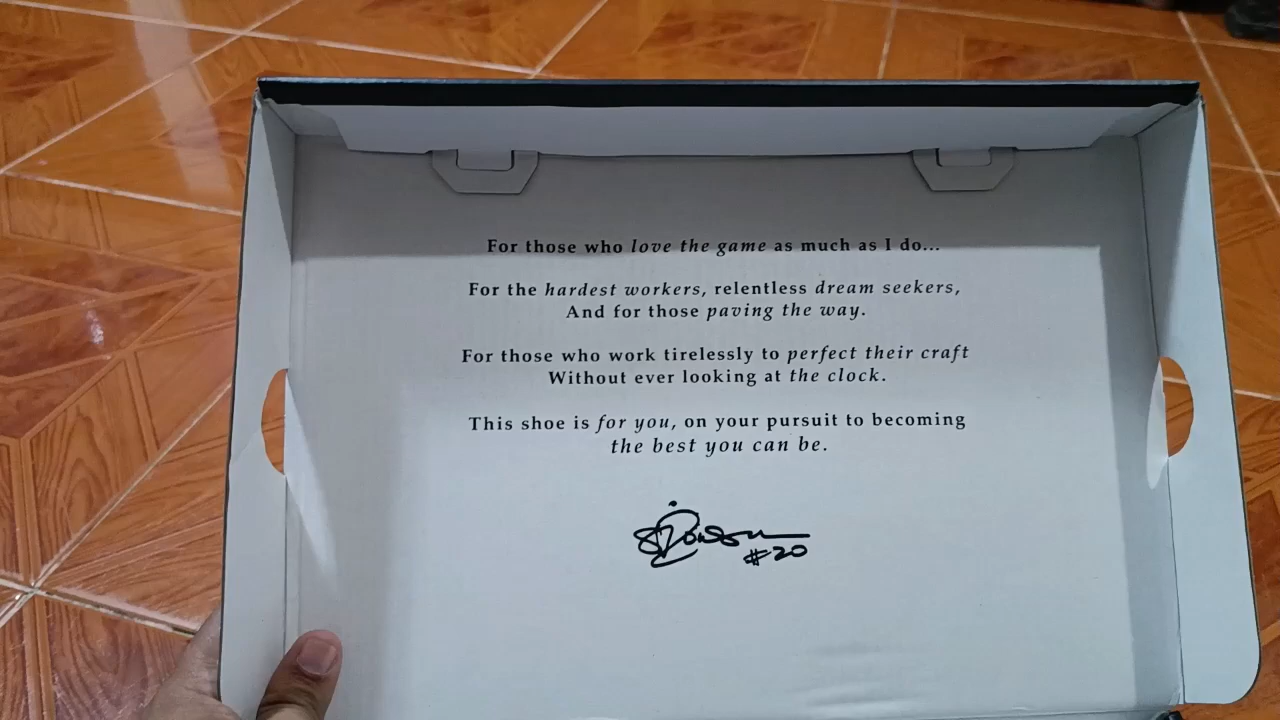 For those who love the game as much as I do...
For the hardest workers, relentless dream seekers,
And for those paving the way.
For those who work tirelessly to perfect their craft
Without ever looking at the clock.
This shoe is for you, on your pursuit to becoming
the best you can be.
#20